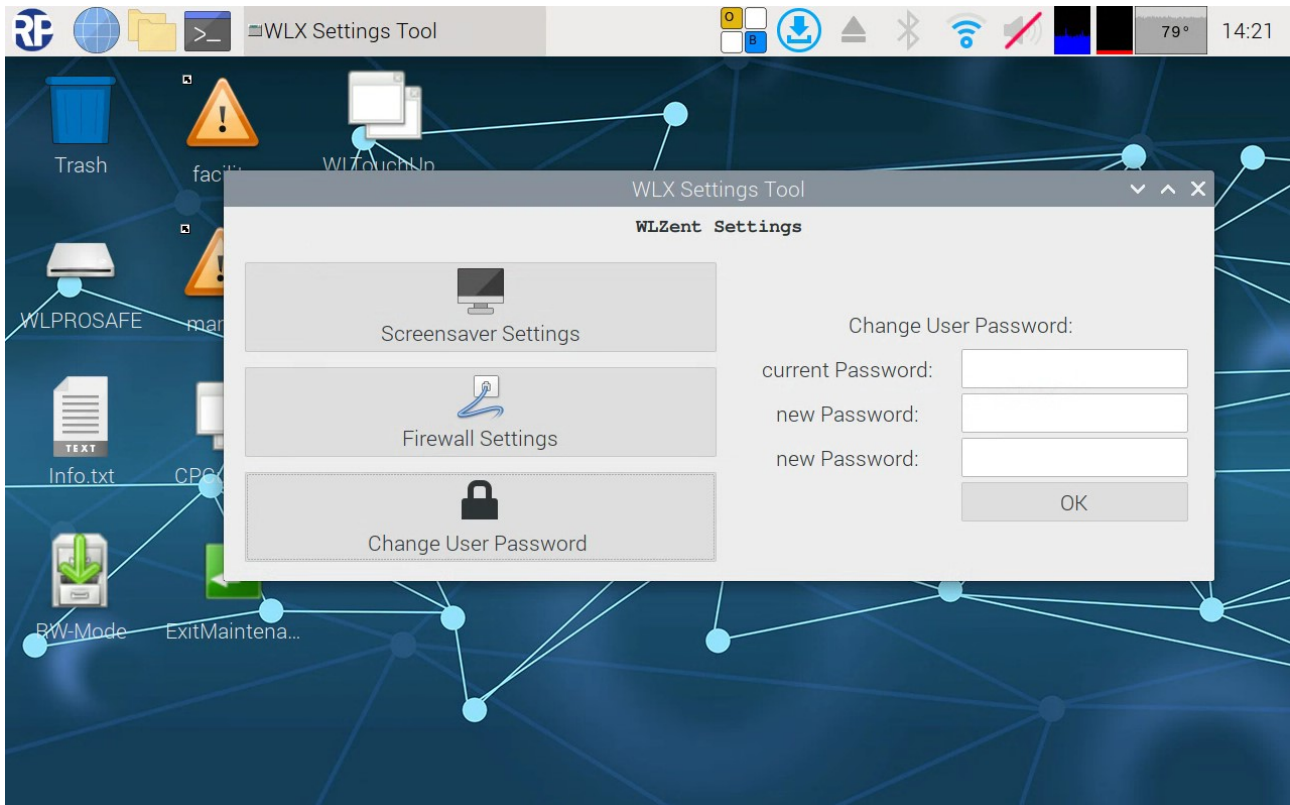 RP
>_
WLX Settings Tool
O
B
79°
14:21
Trash
WLPROSAFE
TEXT
Info.txt
RW-Mode
ExitMaintena...
WLX Settings Tool
WLZent Settings
Screensaver Settings
Firewall Settings
Change User Password
Change User Password:
current Password:
new Password:
new Password:
OK